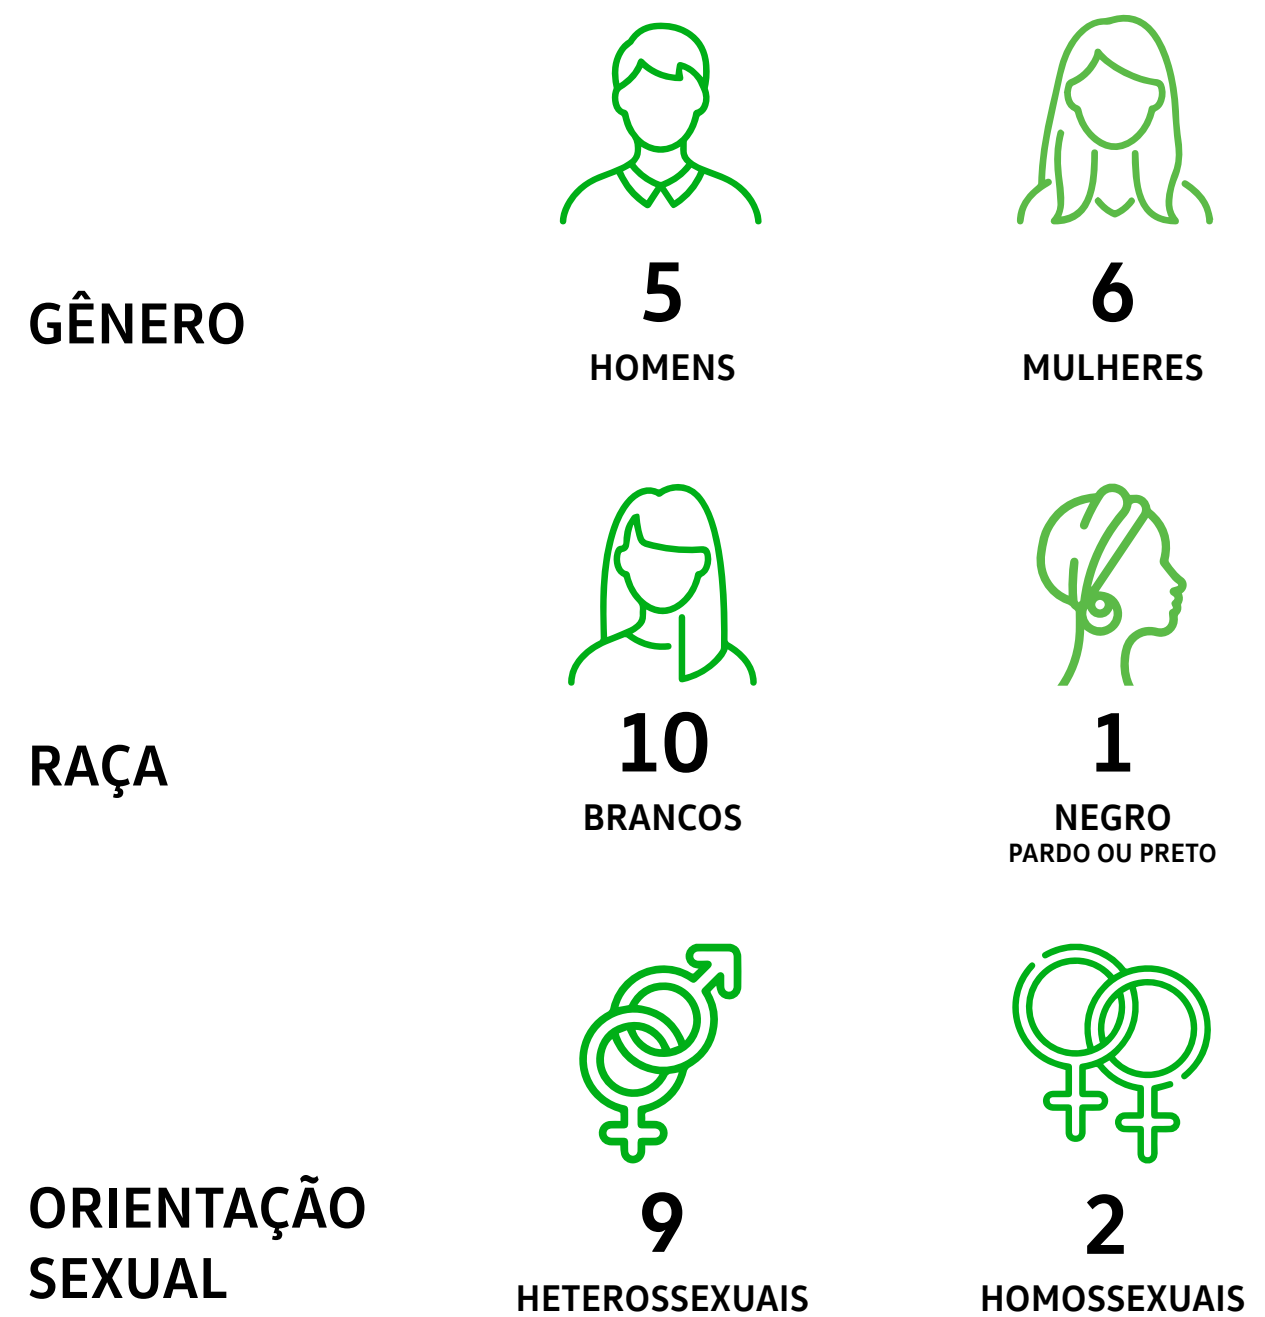 GÊNERO
5
HOMENS
6
MULHERES
RAÇA
10
BRANCOS
1
NEGRO
PARDO OU PRETO
ORIENTAÇÃO
SEXUAL
9
HETEROSSEXUAIS
2
HOMOSSEXUAIS